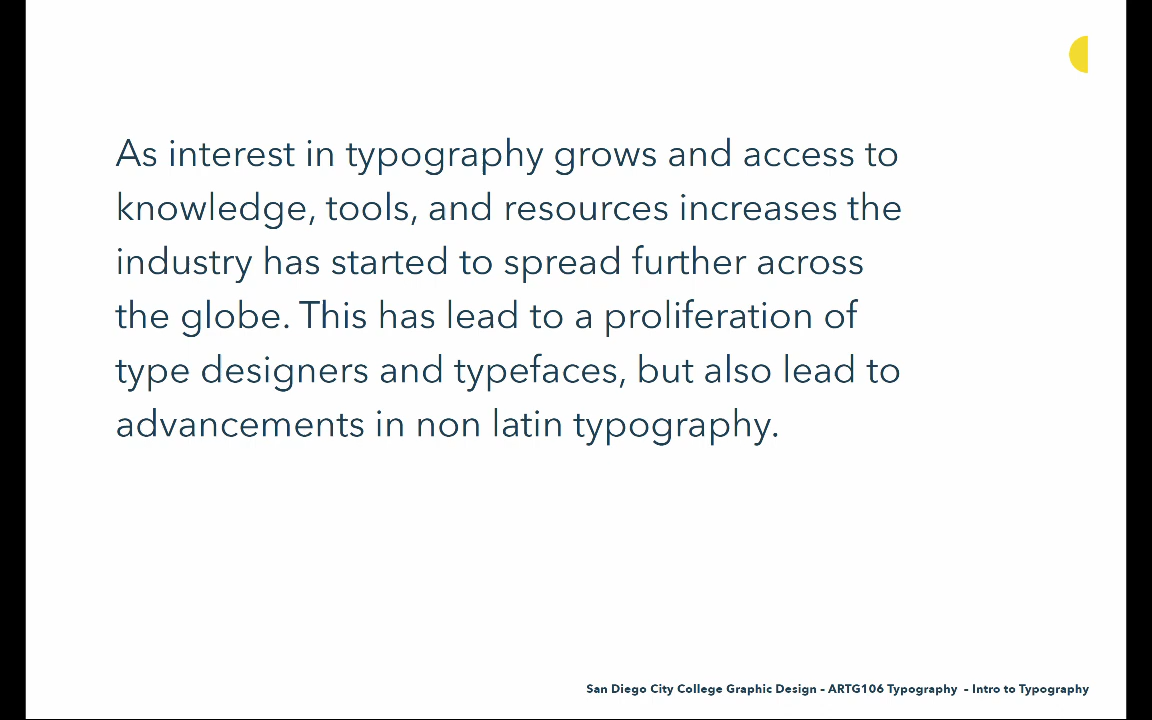 As interest in typography grows and access to
knowledge, tools, and resources increases the
industry has started to spread further across
the globe. This has lead to a proliferation of
type designers and typefaces, but also lead to
advancements in non latin typography.
San Diego City College Graphic Design – ARTG106 Typography – Intro to Typography